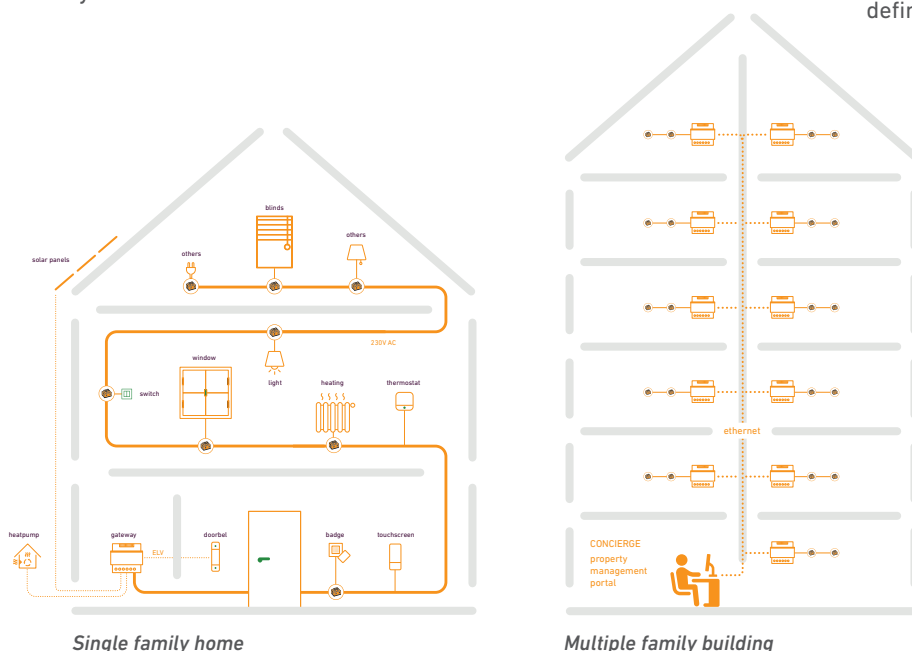 defin
blinds
others
others
solar panels
230V AC
window
light
heating
thermostat
switch
heatpump
gateway
ELV
doorbel
badge
touchscreen
Single family home
ethernet
CONCIERGE
property
management
portal
Multiple family building